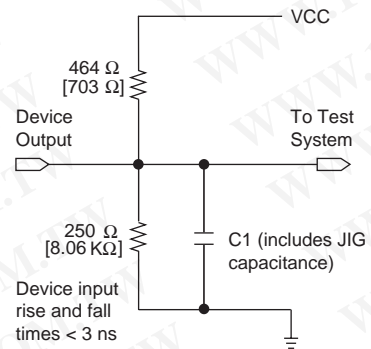 VCC
464 Ω
[703 Ω]
Device
Output
To Test
System
250 Ω
[8.06 KΩ]
C1 (includes JIG
capacitance)
Device input
rise and fall
times < 3 ns